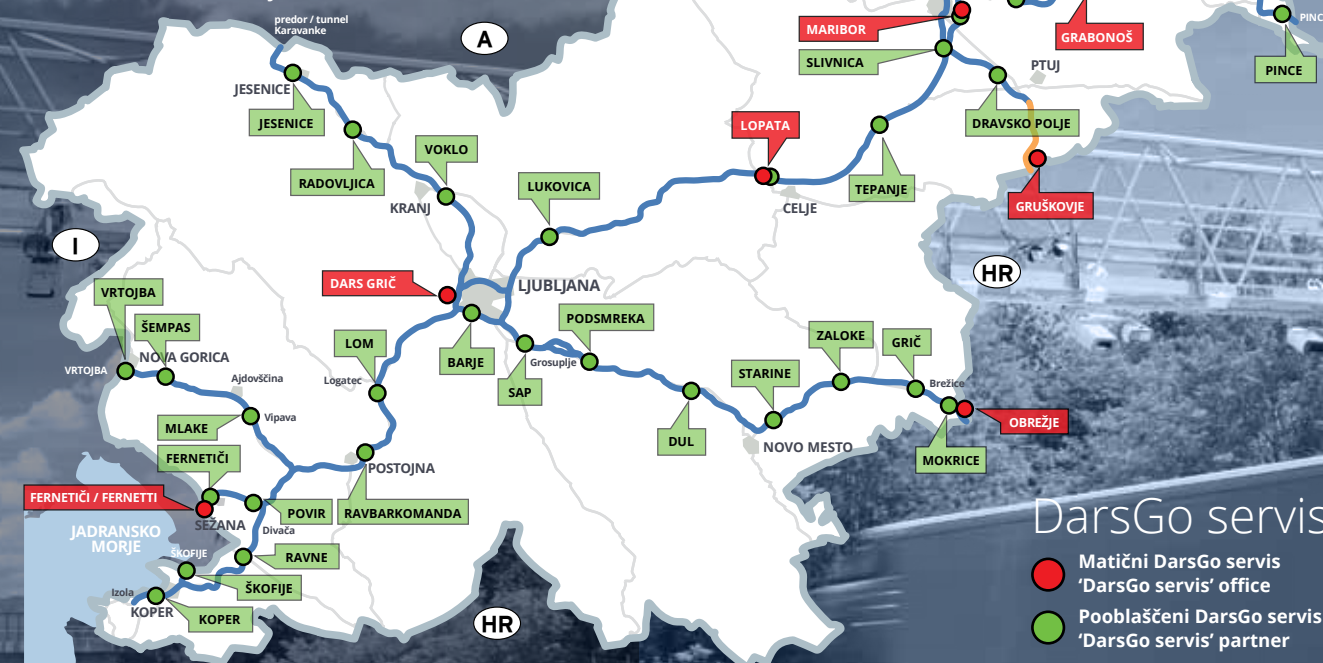 predor / tunnel
Karavanke
A
MARIBOR
GRABONOŠ
PINCE
SLIVNICA
PTUJ
JESENICE
JESENICE
DRAVSKO POLJE
LOPATA
VOKLO
RADOVLJICA
LUKOVICA
TEPANJE
KRANJ
CELJE
GRUŠKOVJE
I
HR
DARS GRIČ
LJUBLJANA
VRTOJBA
ŠEMPAS
PODSMREKA
NOVA GORICA
LOM
ZALOKE
GRIČ
VRTOJBA
BARJE
Grosuplje
Ajdovščina
Logatec
SAP
STARINE
Brežice
MLAKE
Vipava
OBREŽJE
DUL
NOVO MESTO
MOKRICE
FERNETIČI
POSTOJNA
FERNETIČI / FERNETTI
POVIR
RAVBARKOMANDA
SEŽANA
Divača
JADRANSKO
MORJE
ŠKOFIJE
RAVNE
ŠKOFIJE
Izola
KOPER
KOPER
HR
DarsGo servis
Matični DarsGo servis
‘DarsGo servis’ office
Pooblaščeni DarsGo servis
‘DarsGo servis’ partner